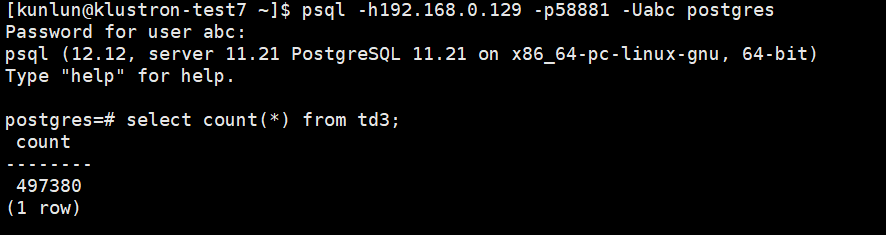 [kunlun@klustron-test7 ~]$ psql -h192.168.0.129 -p58881 -Uabc postgres
Password for user abc:
psql (12.12, server 11.21 PostgreSQL 11.21 on x86_64-pc-linux-gnu, 64-bit)
Type "help" for help.
postgres=# select count(*) from td3;
count
--------
497380
(1 row)